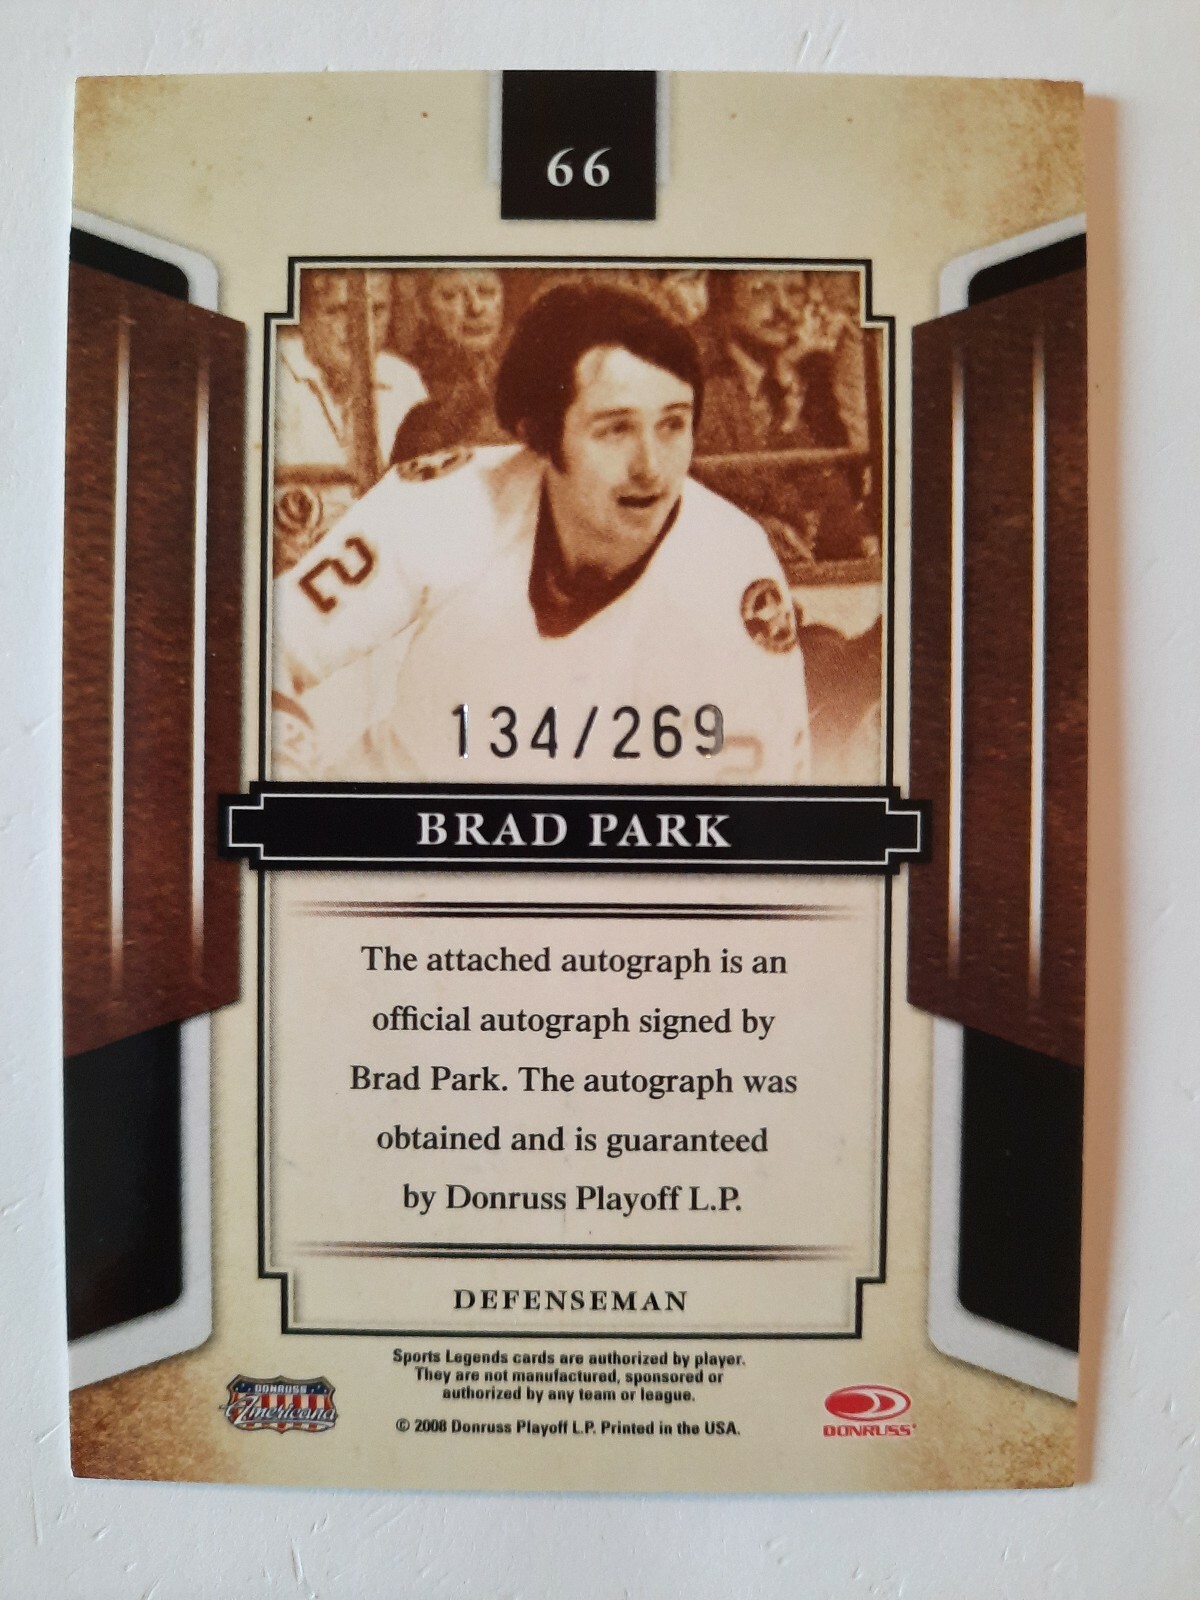 66
2
134/269
BRAD PARK
The attached autograph is an
official autograph signed by
Brad Park. The autograph was
obtained and is guaranteed
by Donruss Playoff L.P.
DEFENSEMAN
Sports Legends cards are authorized by player.
They are not manufactured, sponsored or
authorized by any team or league.
© 2008 Donruss Playoff L.P. Printed in the USA.
DONRUSS
Americana
DONRUSS